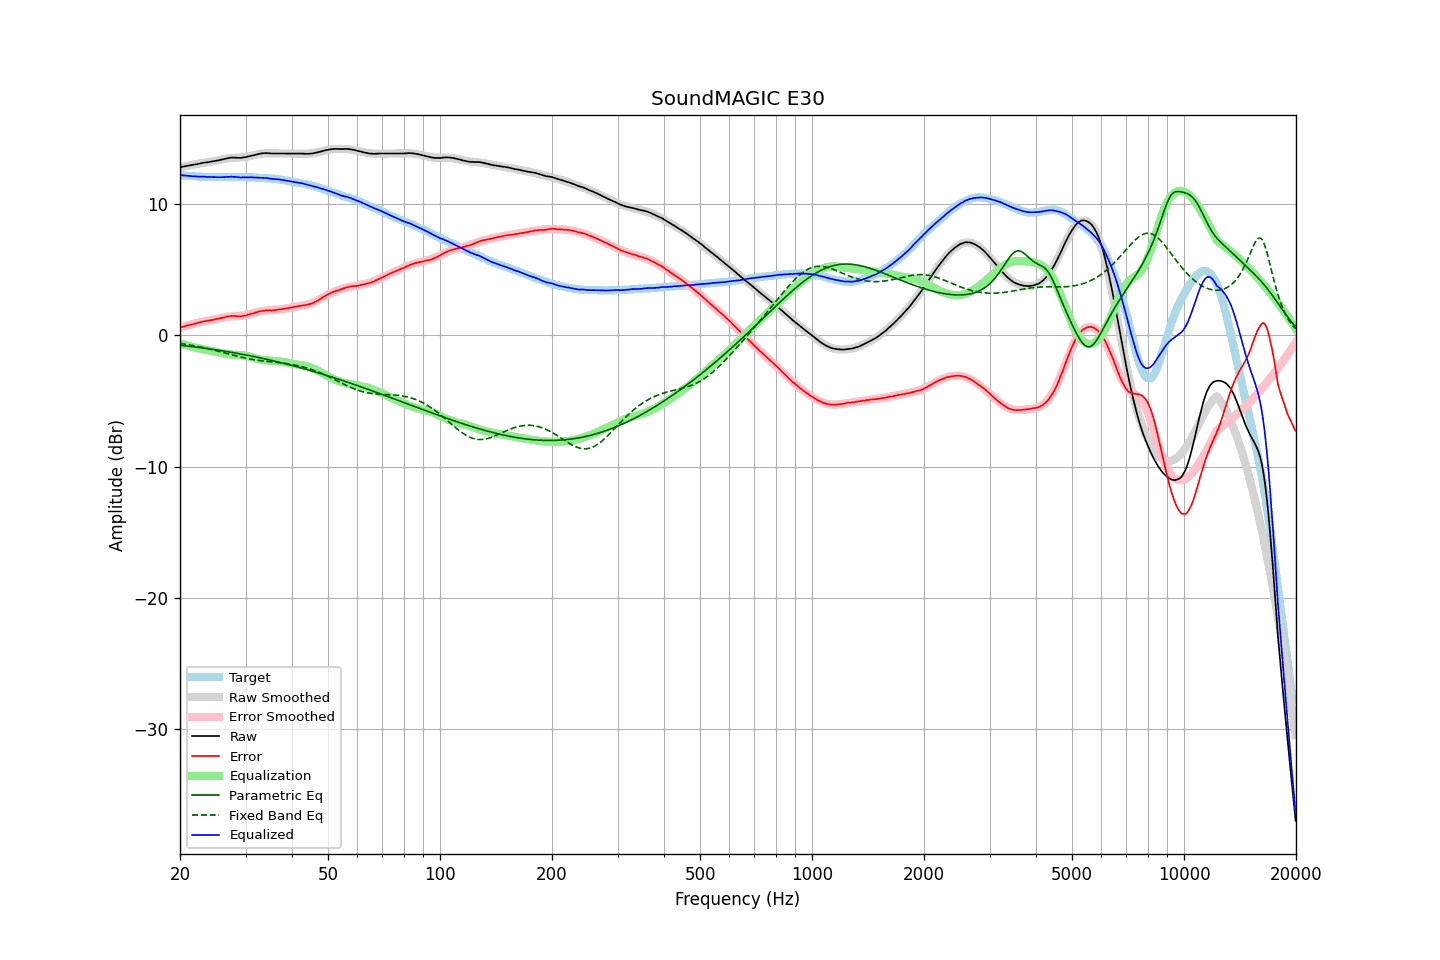 SoundMAGIC E30
Amplitude (dBr)
10
0
−10
−20
−30
Target
Raw Smoothed
Error Smoothed
Raw
Error
Equalization
Parametric Eq
Fixed Band Eq
Equalized
20 50 100 200 500 1000 2000 5000 10000 20000
Frequency (Hz)